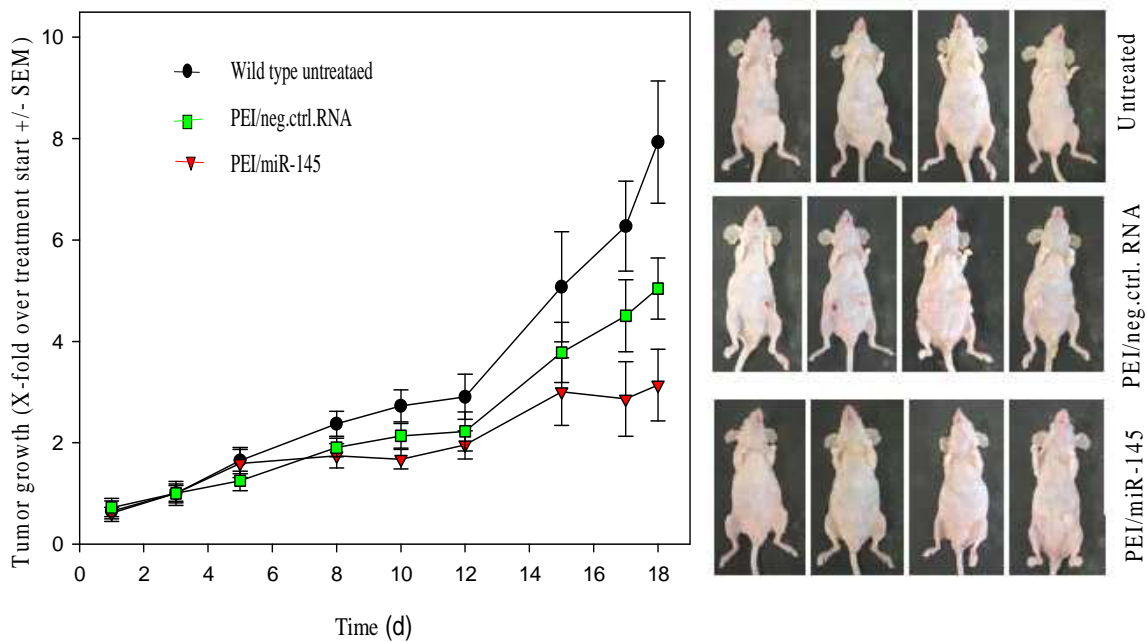 Tumor growth (X-fold over treatment start +/- SEM)
10
8
6
4
2
0
Wild type untreataed
PEI/neg.ctrl.RNA
PEI/miR-145
0 2 4 6 8 10 12 14 16 18
Time (d)
Untreated
PEI/neg.ctrl. RNA
PEI/miR-145